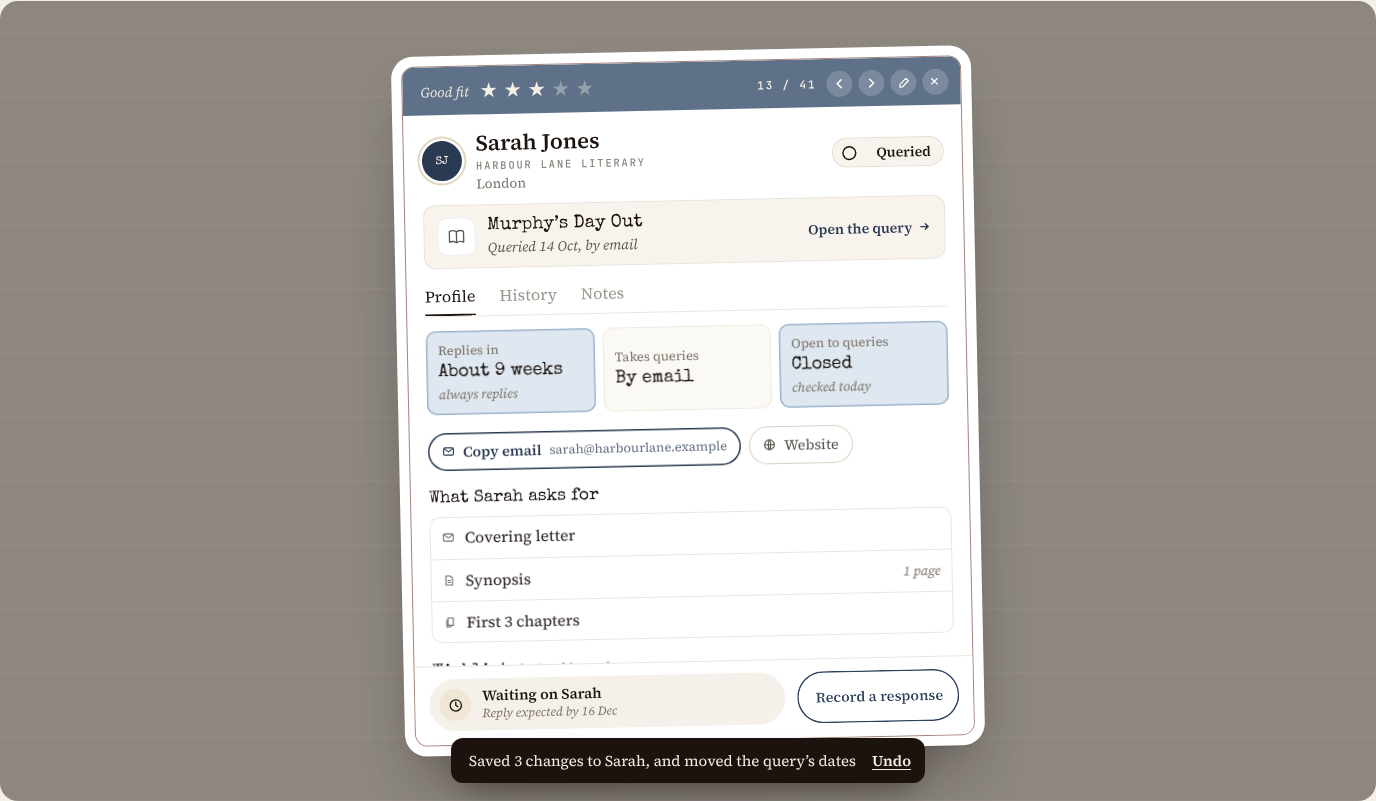 Good fit
13 / 41
SJ
Sarah Jones
HARBOUR LANE LITERARY
London
Queried
Murphy’s Day Out
Queried 14 Oct, by email
Open the query
Profile History Notes
Replies in
About 9 weeks
always replies
Takes queries
By email
Open to queries
Closed
checked today
Copy email sarah@harbourlane.example
Website
What Sarah asks for
Covering letter
Synopsis
1 page
First 3 chapters
Waiting on Sarah
Reply expected by 16 Dec
Record a response
Saved 3 changes to Sarah, and moved the query’s dates Undo